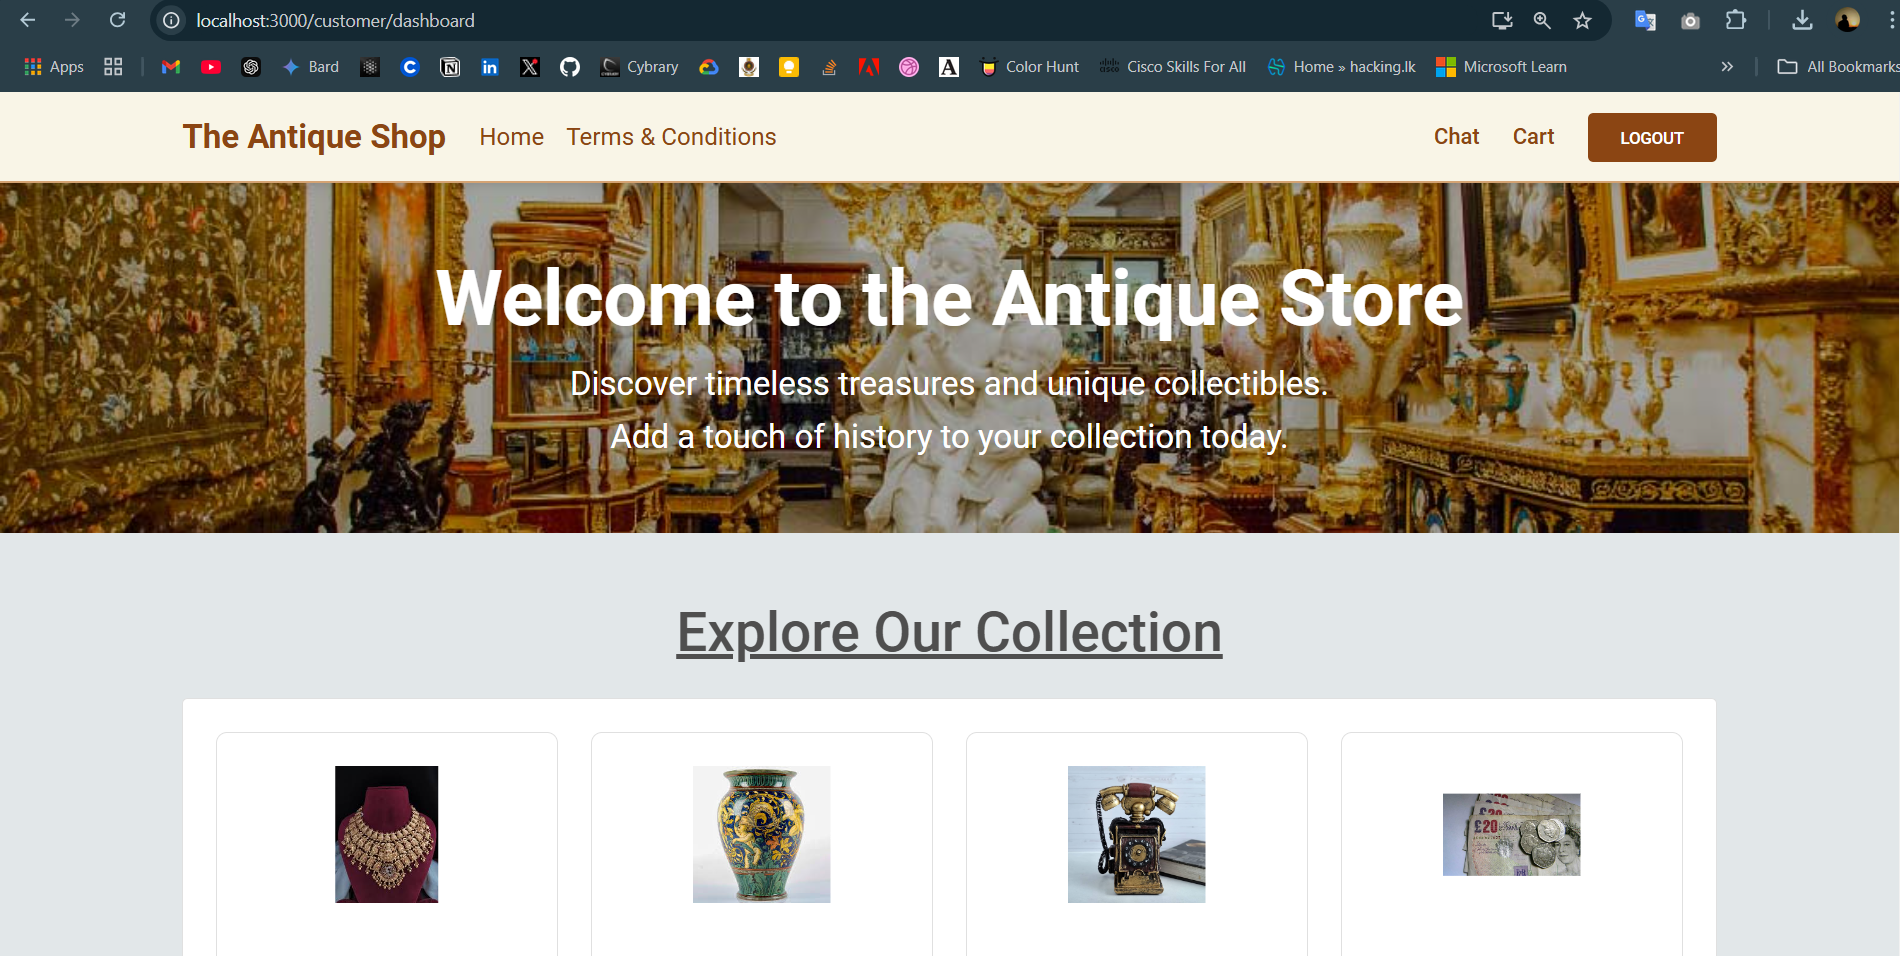 localhost:3000/customer/dashboard
Apps Bard Cybrary Color Hunt Cisco Skills For All Home » hacking.lk Microsoft Learn » All Bookmarks
The Antique Shop Home Terms & Conditions Chat Cart LOGOUT
Welcome to the Antique Store
Discover timeless treasures and unique collectibles.
Add a touch of history to your collection today.
Explore Our Collection
£20